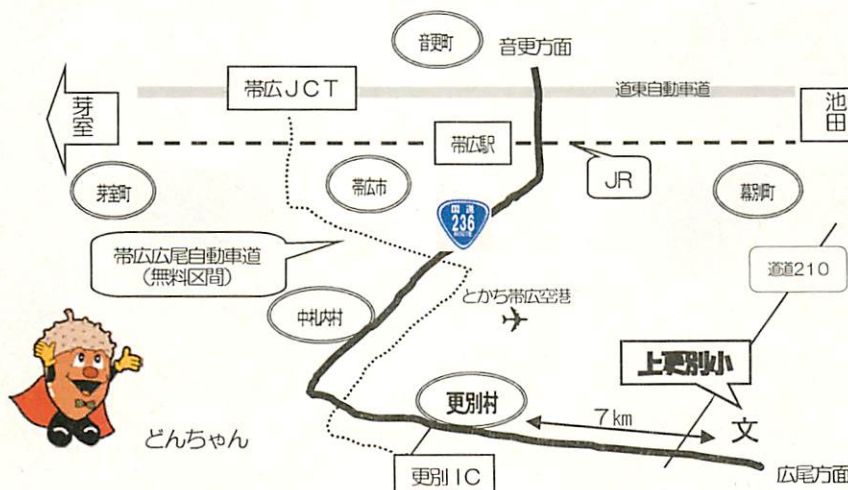 音更町
音更方面
帯広JCT
道東自動車道
芽室
池田
帯広駅
JR
芽室町
帯広市
幕別町
国道
236
ROUTE
帯広広尾自動車道
(無料区間)
道道210
とかち帯広空港
中札内村
上更別小
更別村
7km
文
どんちゃん
更別IC
広尾方面